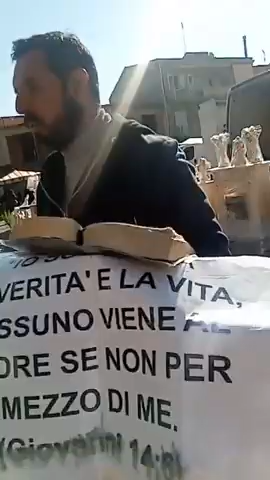 VERITA' E LA VITA,
SSUNO VIENE AL
DRE SE NON PER
MEZZO DI ME.
(Giovanni 14:6)